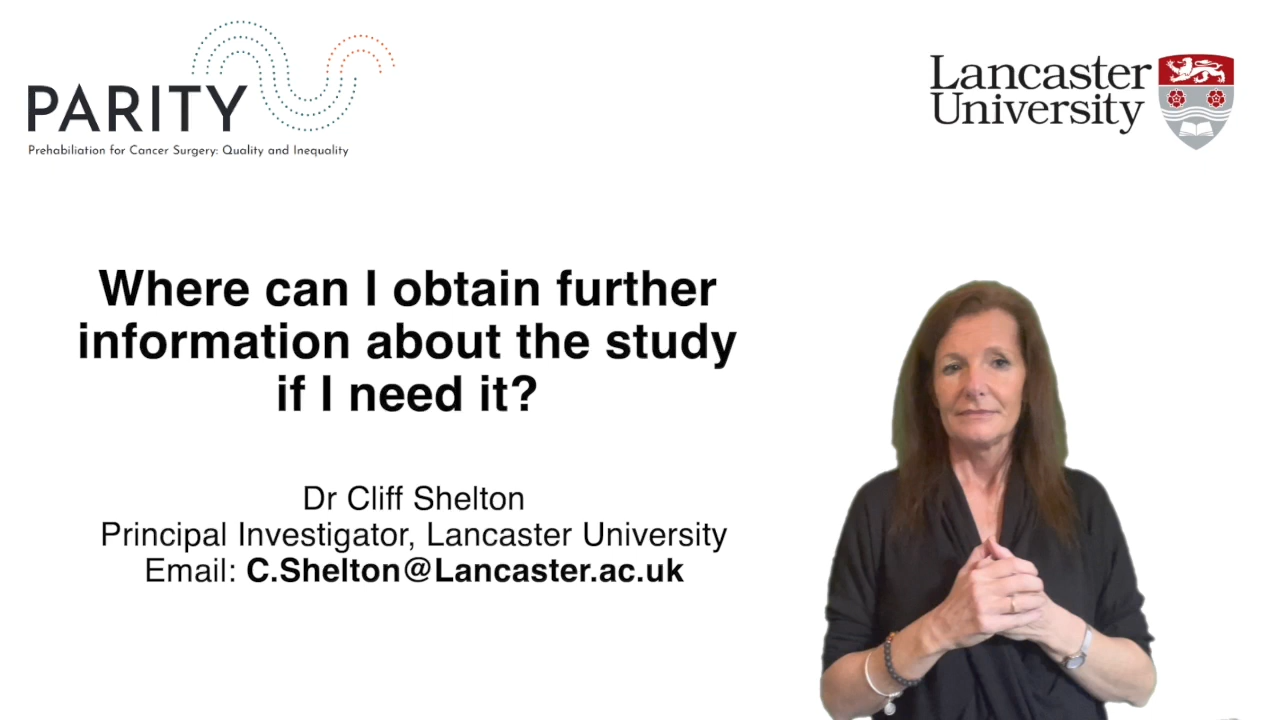 PARITY
Prehabiliation for Cancer Surgery: Quality and Inequality
Lancaster
University
Where can I obtain further
information about the study
if I need it?
Dr Cliff Shelton
Principal Investigator, Lancaster University
Email: C.Shelton@Lancaster.ac.uk